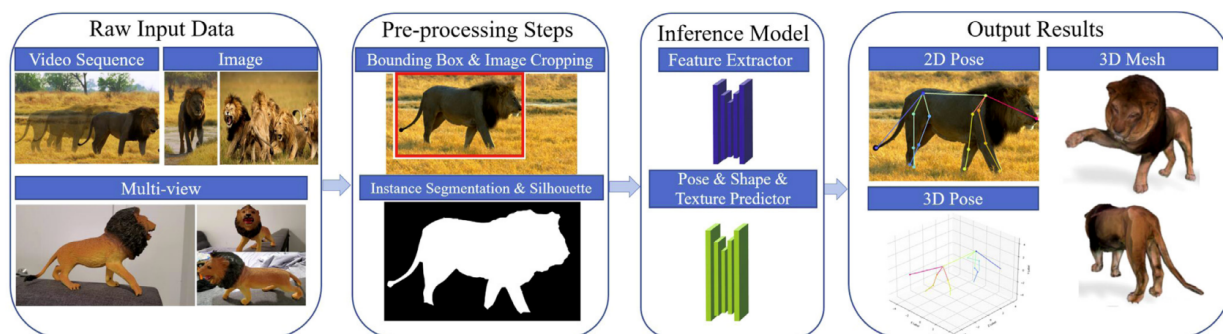 Raw Input Data
Video Sequence
Image
Multi-view
Pre-processing Steps
Bounding Box & Image Cropping
Instance Segmentation & Silhouette
Inference Model
Feature Extractor
Pose & Shape &
Texture Predictor
Output Results
2D Pose
3D Mesh
3D Pose